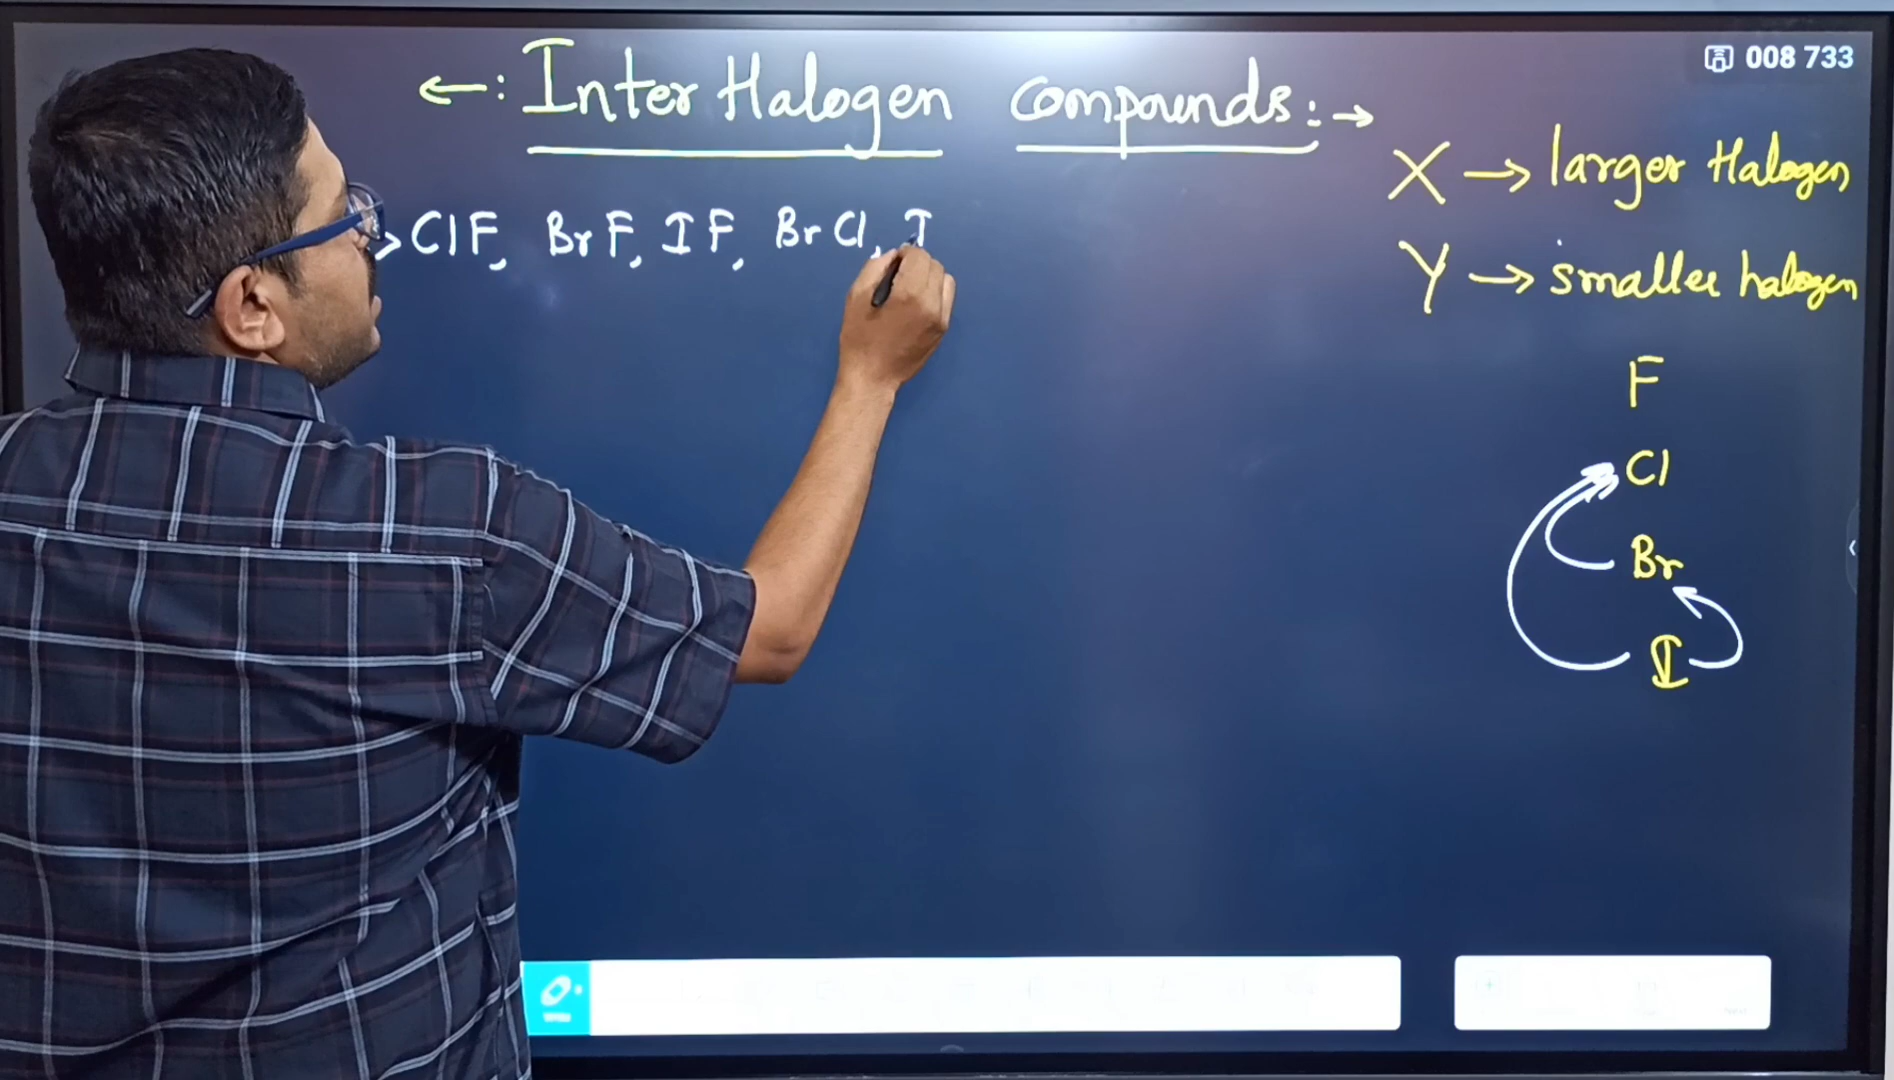 008 733
←: Inter Halogen compounds :→
X → larger Halogen
ClF, BrF, IF, BrCl, I
Y → smaller halogen
F
Cl
Br
I